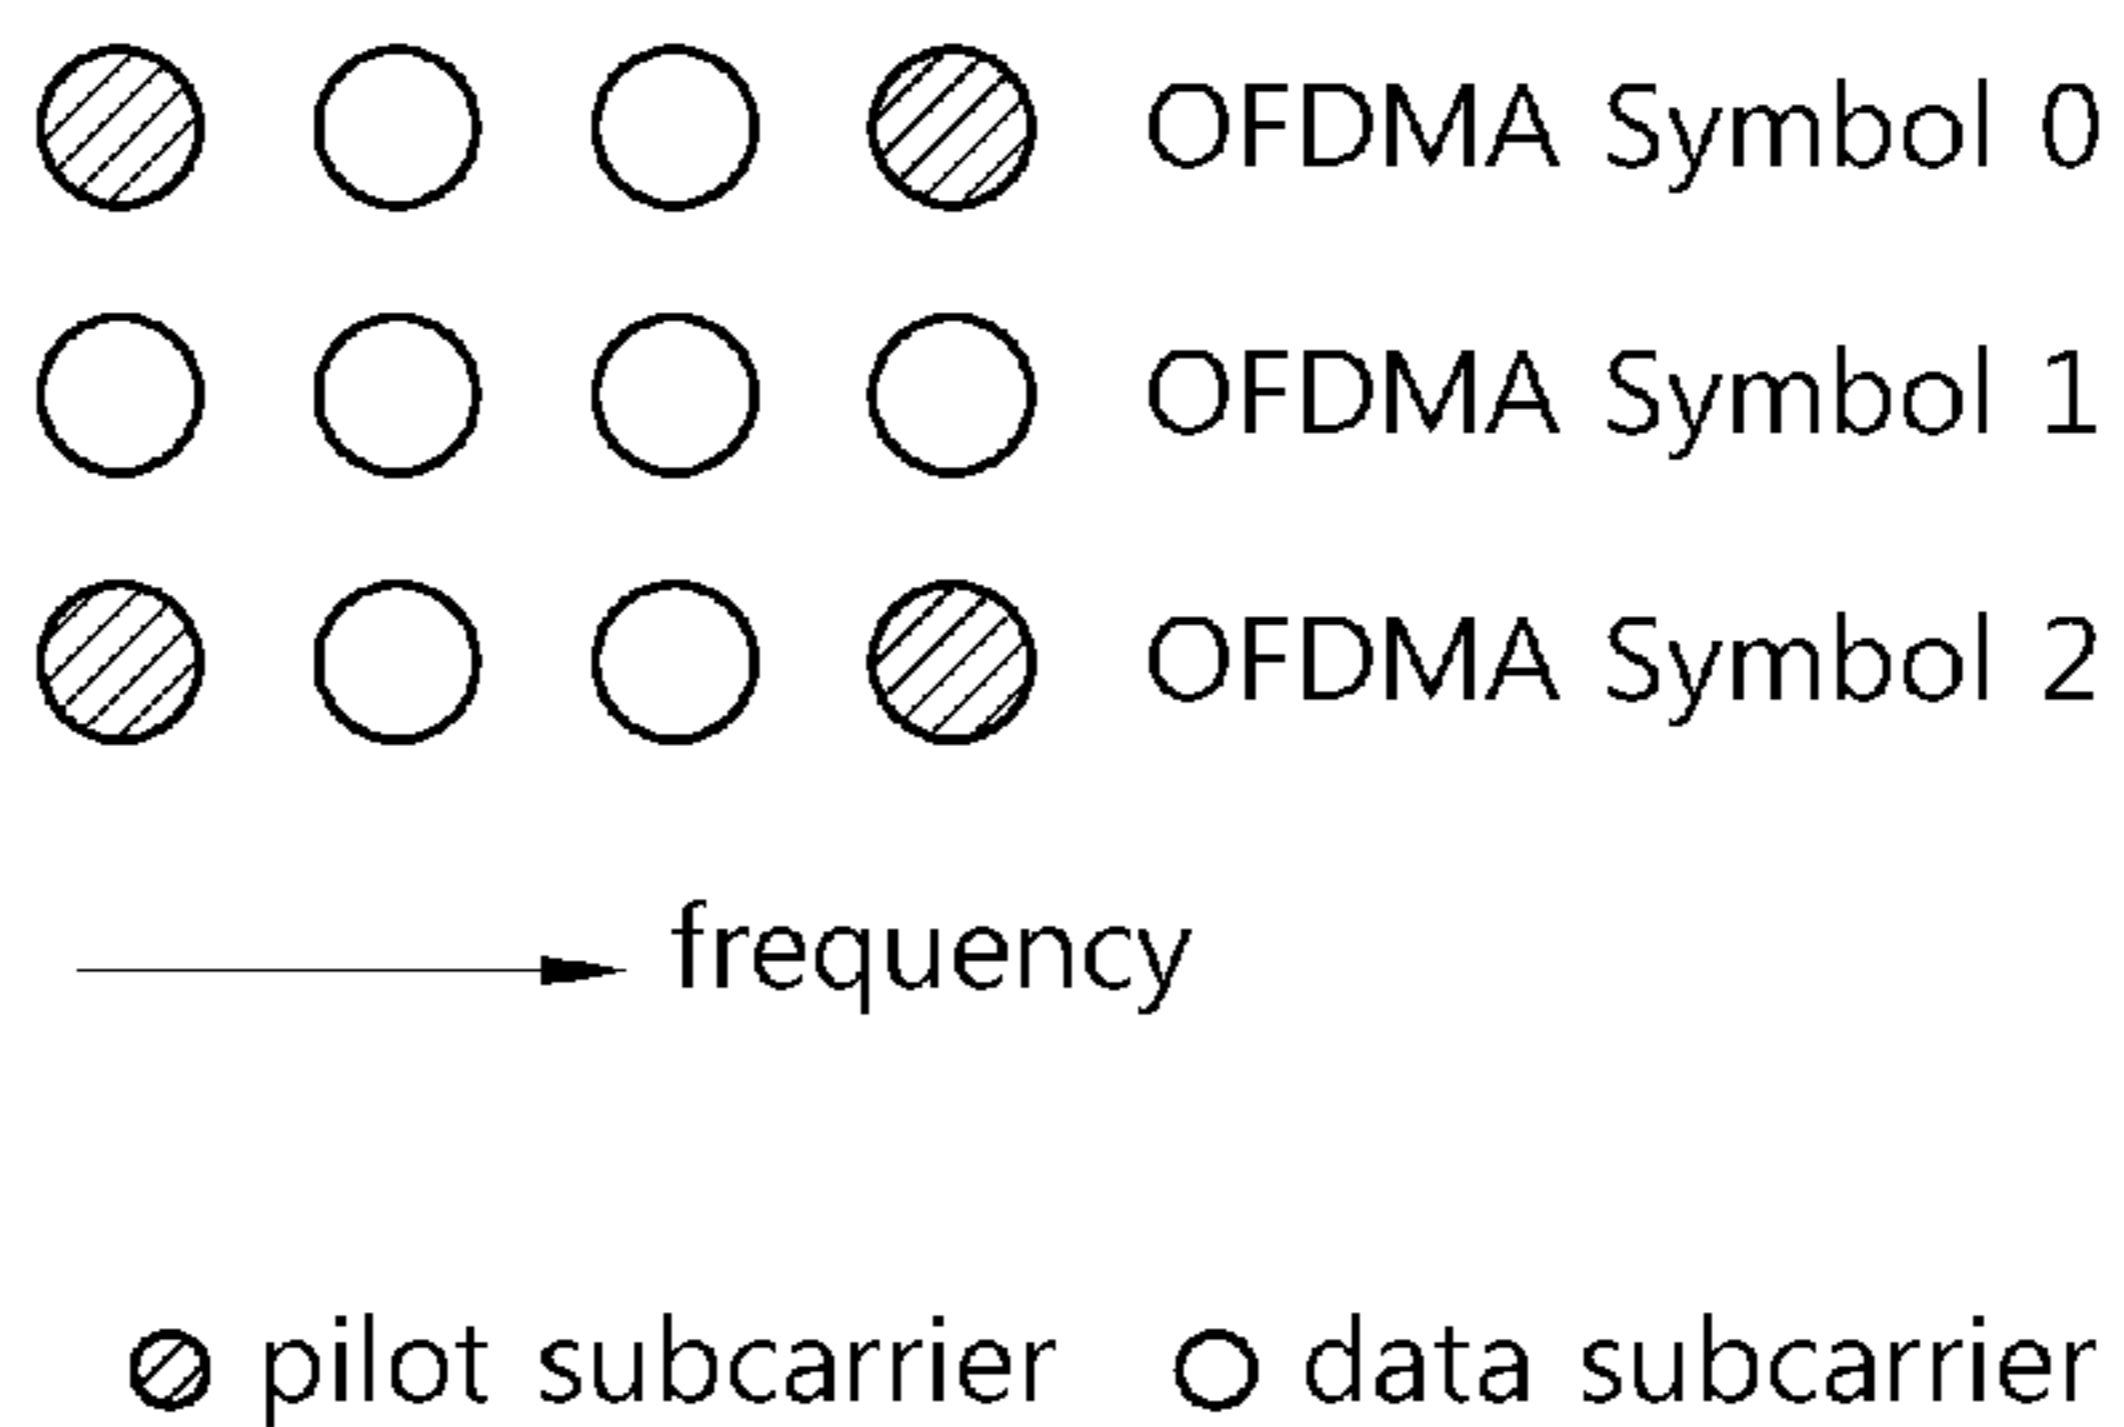 OFDMA Symbol 0
OFDMA Symbol 1
OFDMA Symbol 2
frequency
pilot subcarrier data subcarrier